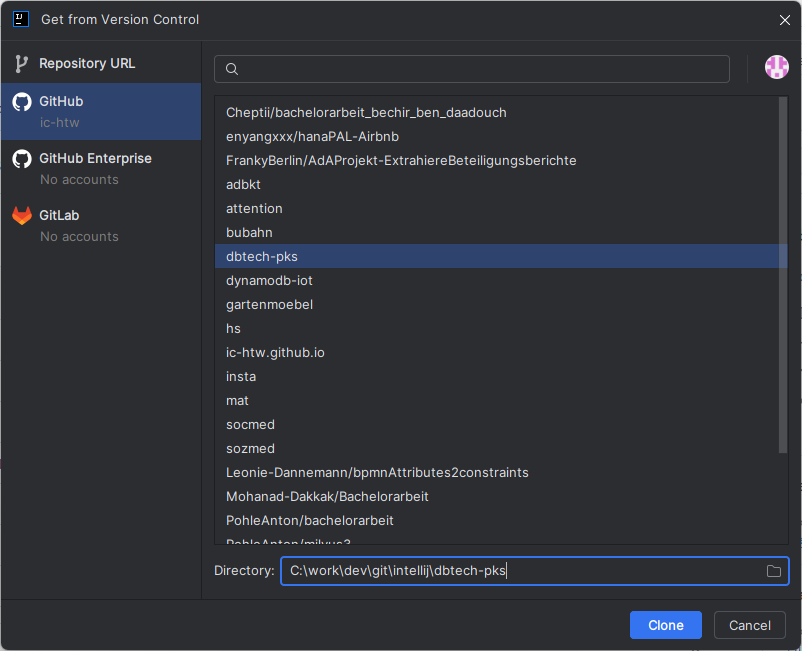 Get from Version Control
Repository URL
GitHub
ic-htw
GitHub Enterprise
No accounts
GitLab
No accounts
Cheptii/bachelorarbeit_bechir_ben_daadouch
enyangxxx/hanaPAL-Airbnb
FrankyBerlin/AdAProjekt-ExtrahiereBeteiligungsberichte
adbkt
attention
bubahn
dbtech-pks
dynamodb-iot
gartenmoebel
hs
ic-htw.github.io
insta
mat
socmed
sozmed
Leonie-Dannemann/bpmnAttributes2constraints
Mohanad-Dakkak/Bachelorarbeit
PohleAnton/bachelorarbeit
PohleAnton/milvus3
Directory: C:\work\dev\git\intellij\dbtech-pks
Clone Cancel